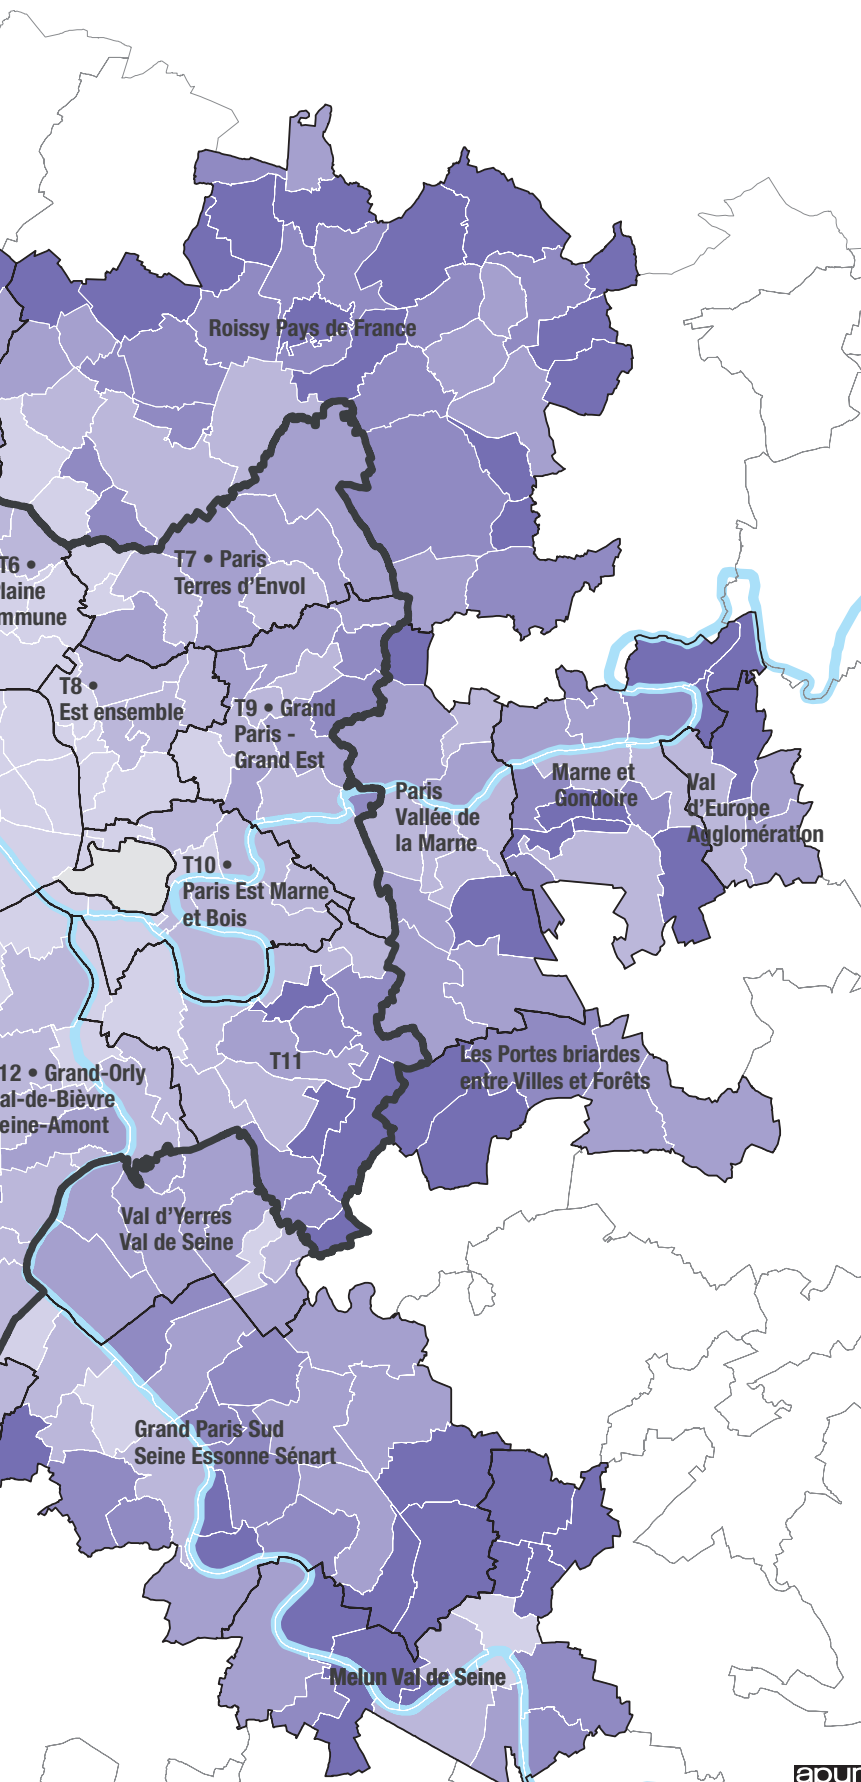 Roissy Pays de France
T6 •
laine
mmune
T7 • Paris
Terres d'Envol
T8 •
Est ensemble
T9 • Grand
Paris -
Grand Est
Paris
Vallée de
la Marne
Marne et
Gondoire
Val
d'Europe
Agglomération
T10 •
Paris Est Marne
et Bois
T11
Les Portes briardes
entre Villes et Forêts
12 • Grand-Orly
al-de-Bièvre
eine-Amont
Val d'Yerres
Val de Seine
Grand Paris Sud
Seine Essonne Sénart
Melun Val de Seine
apur